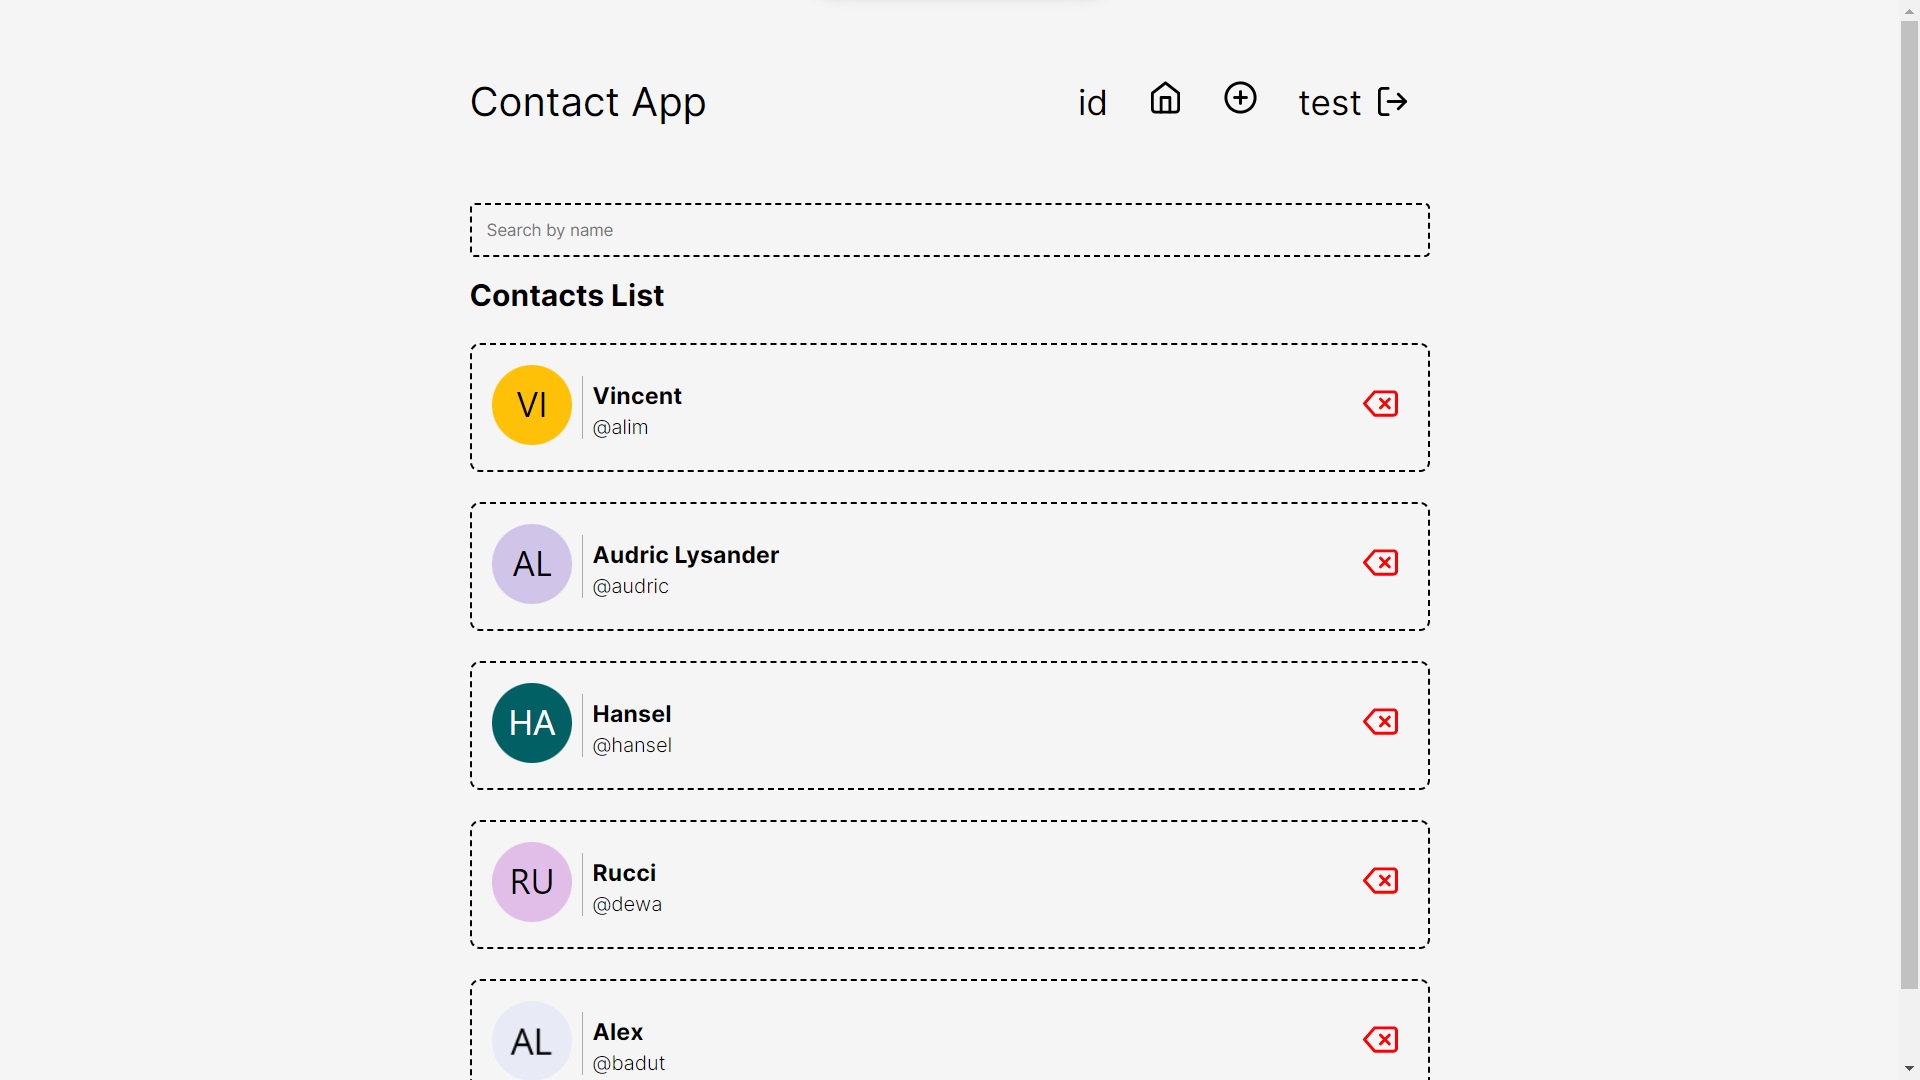 Contact App
id
test
Search by name
Contacts List
VI
Vincent
@alim
AL
Audric Lysander
@audric
HA
Hansel
@hansel
RU
Rucci
@dewa
AL
Alex
@badut